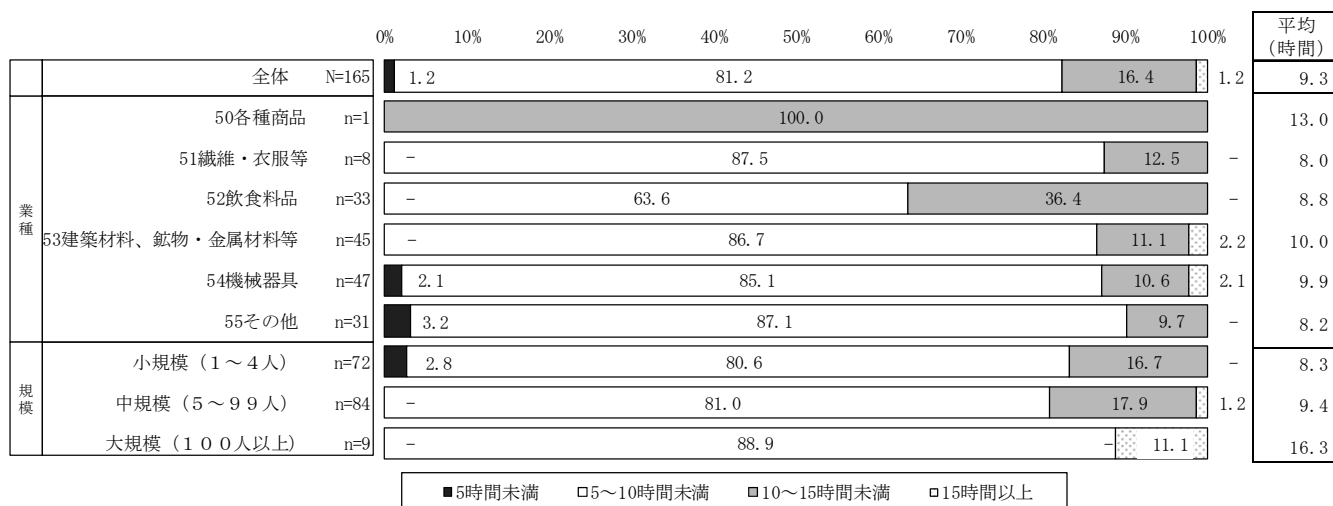 0% 10% 20% 30% 40% 50% 60% 70% 80% 90% 100%
平均
（時間）
全体 N=165 1.2 81.2 16.4 1.2 9.3
業種
50各種商品 n=1 100.0 13.0
51繊維・衣服等 n=8 - 87.5 12.5 - 8.0
52飲食料品 n=33 - 63.6 36.4 - 8.8
53建築材料、鉱物・金属材料等 n=45 - 86.7 11.1 2.2 10.0
54機械器具 n=47 2.1 85.1 10.6 2.1 9.9
55その他 n=31 3.2 87.1 9.7 - 8.2
規模
小規模（1～4人） n=72 2.8 80.6 16.7 - 8.3
中規模（5～99人） n=84 - 81.0 17.9 1.2 9.4
大規模（100人以上） n=9 - 88.9 - 11.1 16.3
5時間未満 5～10時間未満 10～15時間未満 15時間以上